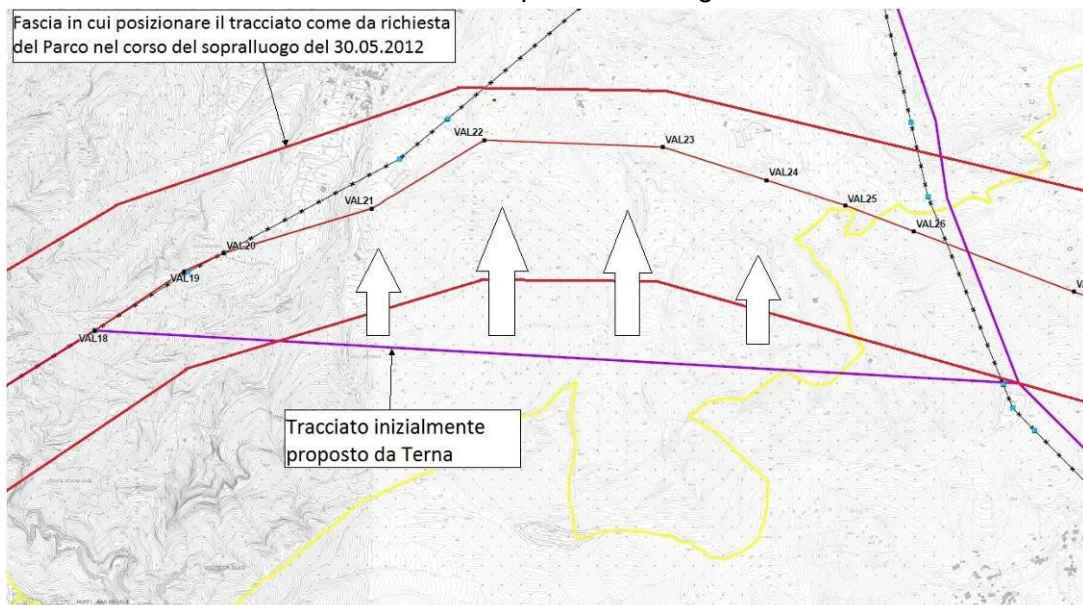 Fascia in cui posizionare il tracciato come da richiesta
del Parco nel corso del sopralluogo del 30.05.2012
VAL22
VAL23
VAL24
VAL21
VAL25
VAL26
VAL20
VAL19
VAL18
Tracciato inizialmente
proposto da Terna